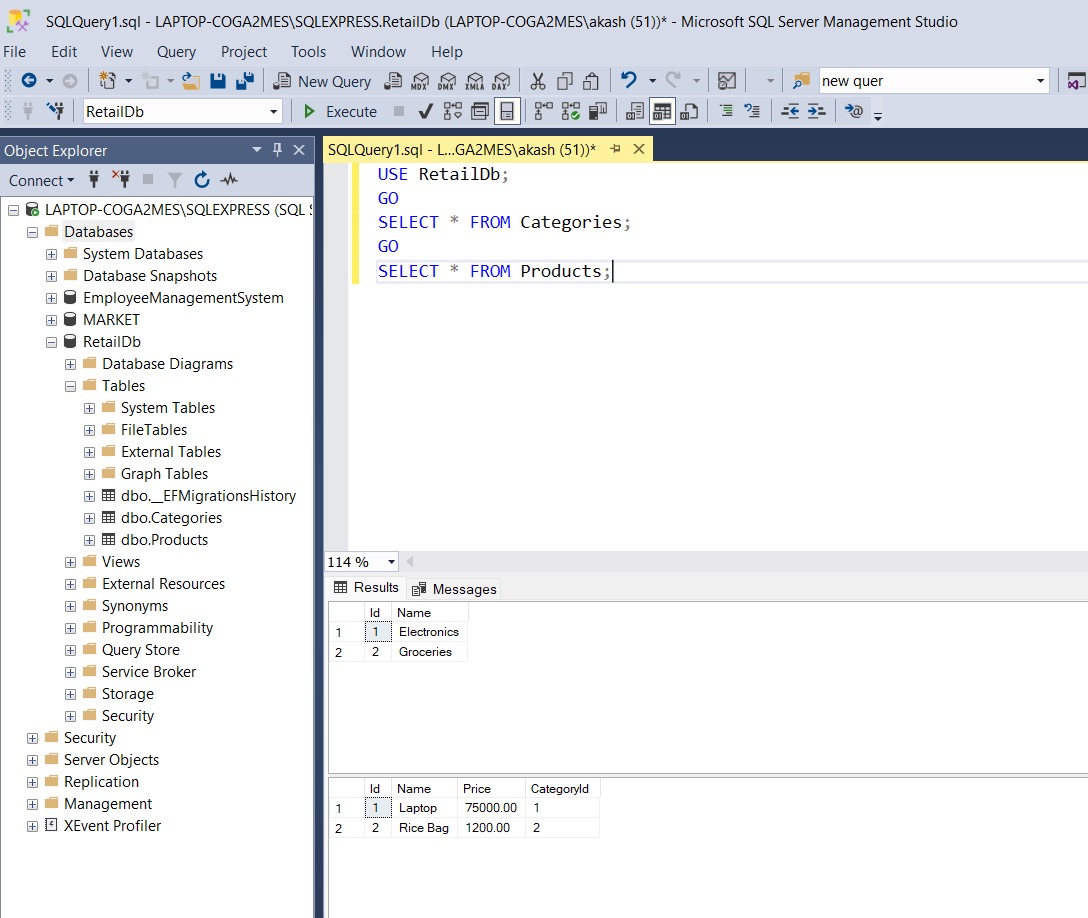 SQLQuery1.sql - LAPTOP-COGA2MES\SQLEXPRESS.RetailDb (LAPTOP-COGA2MES\akash (51))* - Microsoft SQL Server Management Studio
File Edit View Query Project Tools Window Help
New Query MDX DMX XMLA DAX new quer
RetailDb Execute
Object Explorer
Connect
LAPTOP-COGA2MES\SQLEXPRESS (SQL S
Databases
System Databases
Database Snapshots
EmployeeManagementSystem
MARKET
RetailDb
Database Diagrams
Tables
System Tables
FileTables
External Tables
Graph Tables
dbo.__EFMigrationsHistory
dbo.Categories
dbo.Products
Views
External Resources
Synonyms
Programmability
Query Store
Service Broker
Storage
Security
Security
Server Objects
Replication
Management
XEvent Profiler
SQLQuery1.sql - L...GA2MES\akash (51))*
USE RetailDb;
GO
SELECT * FROM Categories;
GO
SELECT * FROM Products;
114 %
Results Messages
Id Name
1 1 Electronics
2 2 Groceries
Id Name Price CategoryId
1 1 Laptop 75000.00 1
2 2 Rice Bag 1200.00 2